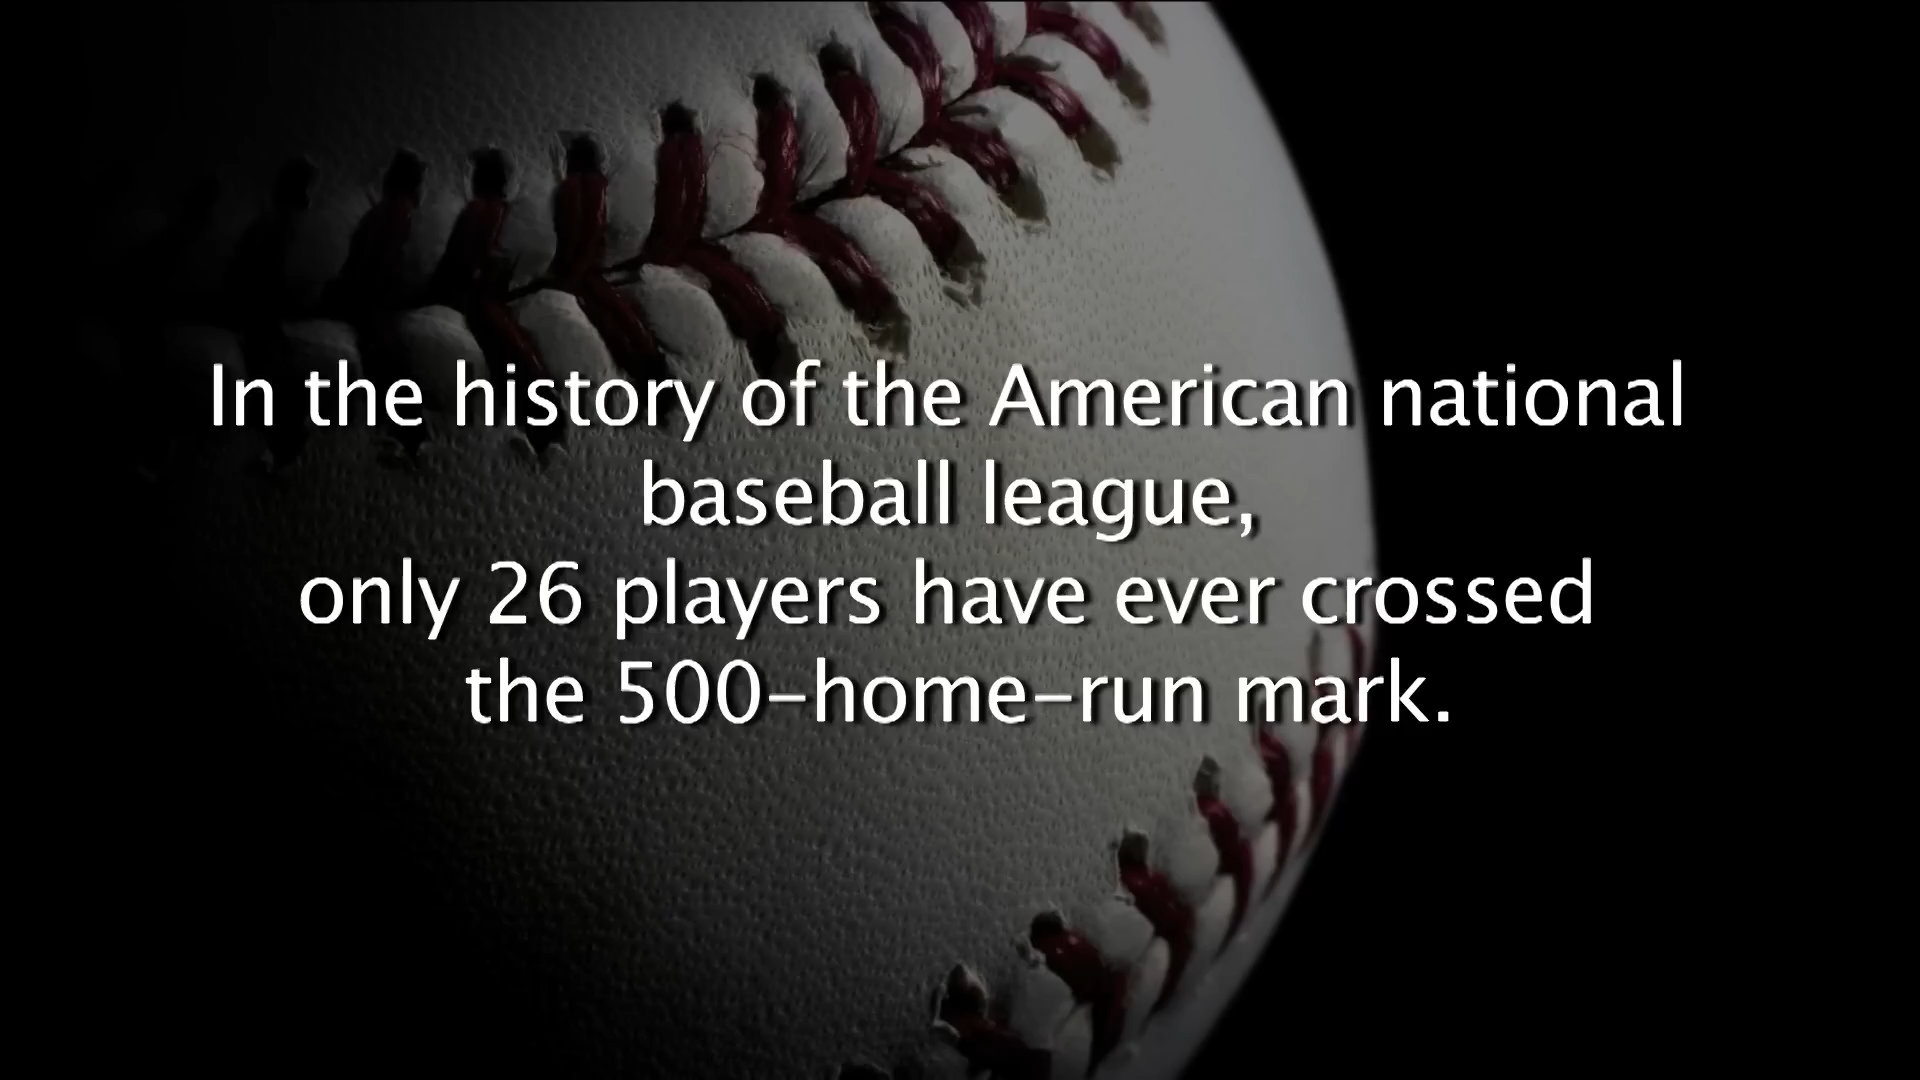 In the history of the American national
baseball league,
only 26 players have ever crossed
the 500-home-run mark.